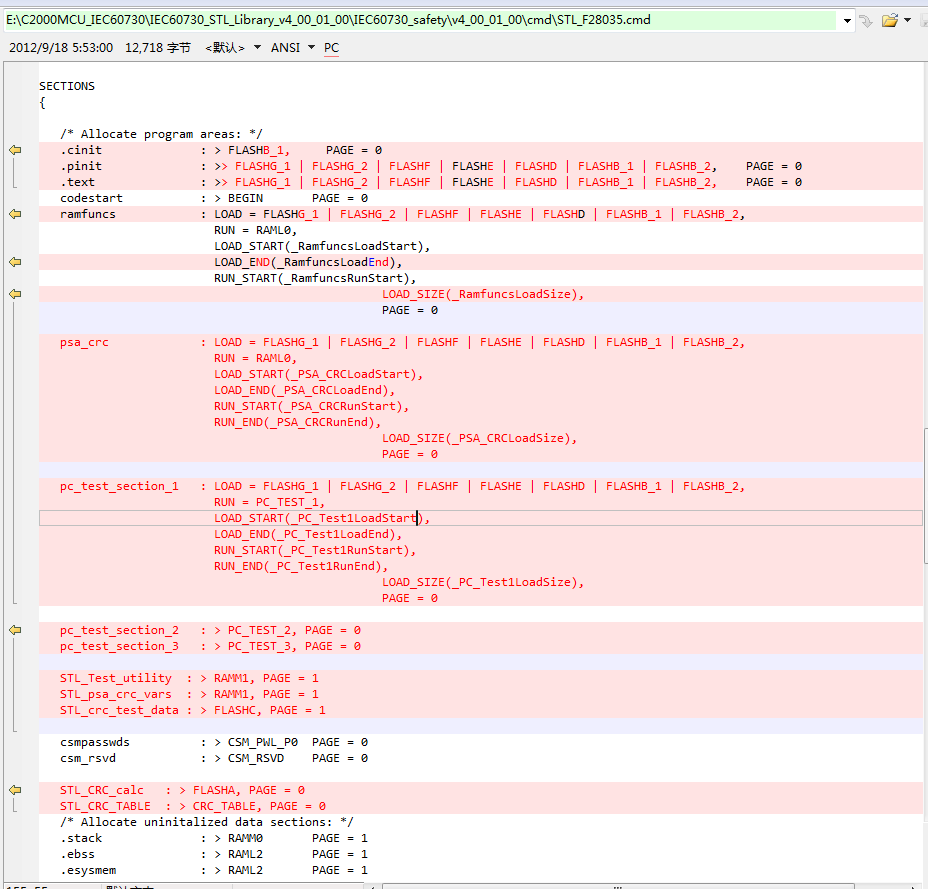 E:\C2000MCU_IEC60730\IEC60730_STL_Library_v4_00_01_00\IEC60730_safety\v4_00_01_00\cmd\STL_F28035.cmd
2012/9/18 5:53:00 12,718 字节 <默认> ANSI PC
SECTIONS
{
/* Allocate program areas: */
.cinit : > FLASHB_1, PAGE = 0
.pinit : >> FLASHG_1 | FLASHG_2 | FLASHF | FLASHE | FLASHD | FLASHB_1 | FLASHB_2, PAGE = 0
.text : >> FLASHG_1 | FLASHG_2 | FLASHF | FLASHE | FLASHD | FLASHB_1 | FLASHB_2, PAGE = 0
codestart : > BEGIN PAGE = 0
ramfuncs : LOAD = FLASHG_1 | FLASHG_2 | FLASHF | FLASHE | FLASHD | FLASHB_1 | FLASHB_2,
RUN = RAML0,
LOAD_START(_RamfuncsLoadStart),
LOAD_END(_RamfuncsLoadEnd),
RUN_START(_RamfuncsRunStart),
LOAD_SIZE(_RamfuncsLoadSize),
PAGE = 0
psa_crc : LOAD = FLASHG_1 | FLASHG_2 | FLASHF | FLASHE | FLASHD | FLASHB_1 | FLASHB_2,
RUN = RAML0,
LOAD_START(_PSA_CRCLoadStart),
LOAD_END(_PSA_CRCLoadEnd),
RUN_START(_PSA_CRCRunStart),
RUN_END(_PSA_CRCRunEnd),
LOAD_SIZE(_PSA_CRCLoadSize),
PAGE = 0
pc_test_section_1 : LOAD = FLASHG_1 | FLASHG_2 | FLASHF | FLASHE | FLASHD | FLASHB_1 | FLASHB_2,
RUN = PC_TEST_1,
LOAD_START(_PC_Test1LoadStart),
LOAD_END(_PC_Test1LoadEnd),
RUN_START(_PC_Test1RunStart),
RUN_END(_PC_Test1RunEnd),
LOAD_SIZE(_PC_Test1LoadSize),
PAGE = 0
pc_test_section_2 : > PC_TEST_2, PAGE = 0
pc_test_section_3 : > PC_TEST_3, PAGE = 0
STL_Test_utility : > RAMM1, PAGE = 1
STL_psa_crc_vars : > RAMM1, PAGE = 1
STL_crc_test_data : > FLASHC, PAGE = 1
csmpasswds : > CSM_PWL_P0 PAGE = 0
csm_rsvd : > CSM_RSVD PAGE = 0
STL_CRC_calc : > FLASHA, PAGE = 0
STL_CRC_TABLE : > CRC_TABLE, PAGE = 0
/* Allocate uninitalized data sections: */
.stack : > RAMM0 PAGE = 1
.ebss : > RAML2 PAGE = 1
.esysmem : > RAML2 PAGE = 1